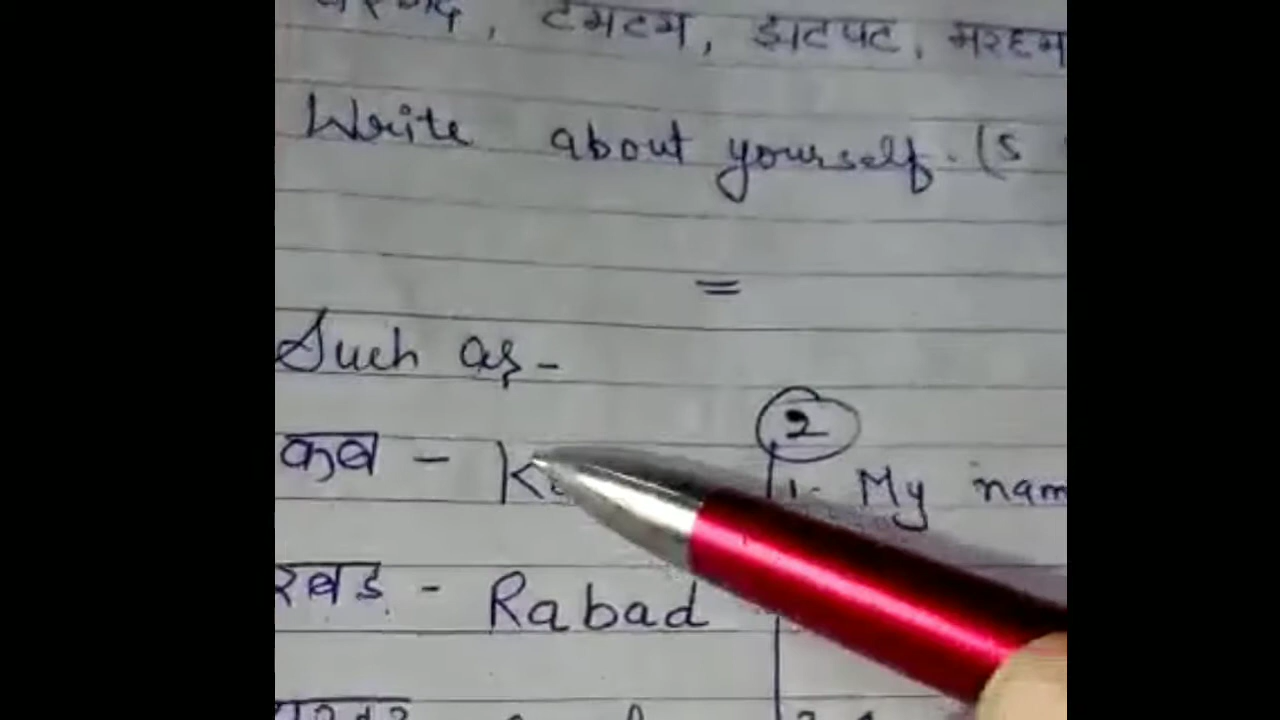 टमटम, झटपट, मरहम
Write about yourself. (5
=
Such as -
कब -
रबड - Rabad
2
1. My nam